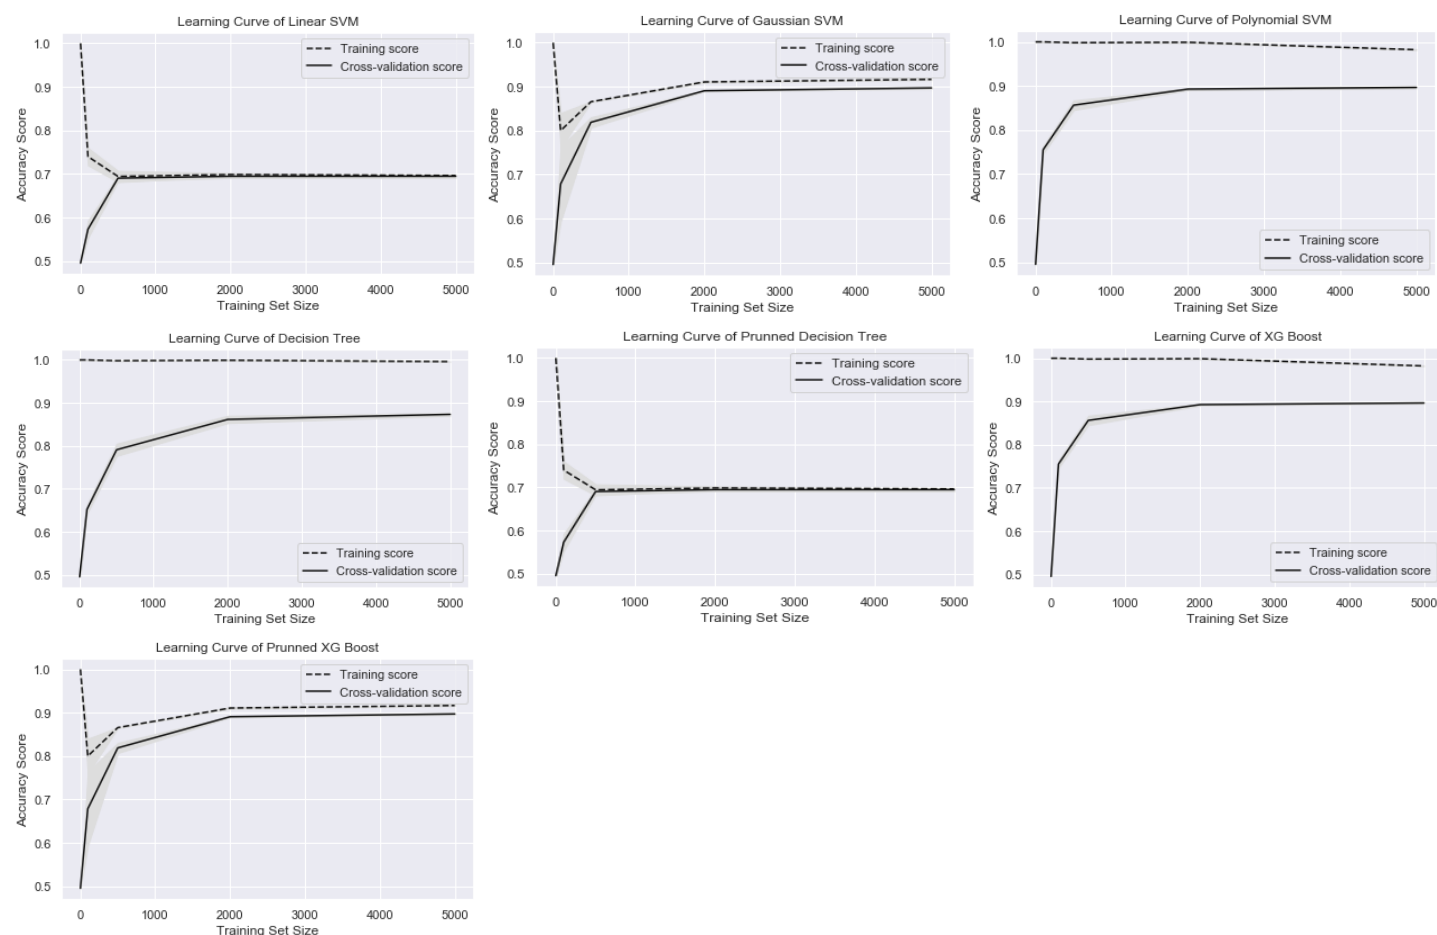 Learning Curve of Linear SVM
1.0
0.9
0.8
0.7
0.6
0.5
Accuracy Score
Training score
Cross-validation score
0 1000 2000 3000 4000 5000
Training Set Size
Learning Curve of Gaussian SVM
1.0
0.9
0.8
0.7
0.6
0.5
Accuracy Score
Training score
Cross-validation score
0 1000 2000 3000 4000 5000
Training Set Size
Learning Curve of Polynomial SVM
1.0
0.9
0.8
0.7
0.6
0.5
Accuracy Score
Training score
Cross-validation score
0 1000 2000 3000 4000 5000
Training Set Size
Learning Curve of Decision Tree
1.0
0.9
0.8
0.7
0.6
0.5
Accuracy Score
Training score
Cross-validation score
0 1000 2000 3000 4000 5000
Training Set Size
Learning Curve of Prunned Decision Tree
1.0
0.9
0.8
0.7
0.6
0.5
Accuracy Score
Training score
Cross-validation score
0 1000 2000 3000 4000 5000
Training Set Size
Learning Curve of XG Boost
1.0
0.9
0.8
0.7
0.6
0.5
Accuracy Score
Training score
Cross-validation score
0 1000 2000 3000 4000 5000
Training Set Size
Learning Curve of Prunned XG Boost
1.0
0.9
0.8
0.7
0.6
0.5
Accuracy Score
Training score
Cross-validation score
0 1000 2000 3000 4000 5000
Training Set Size